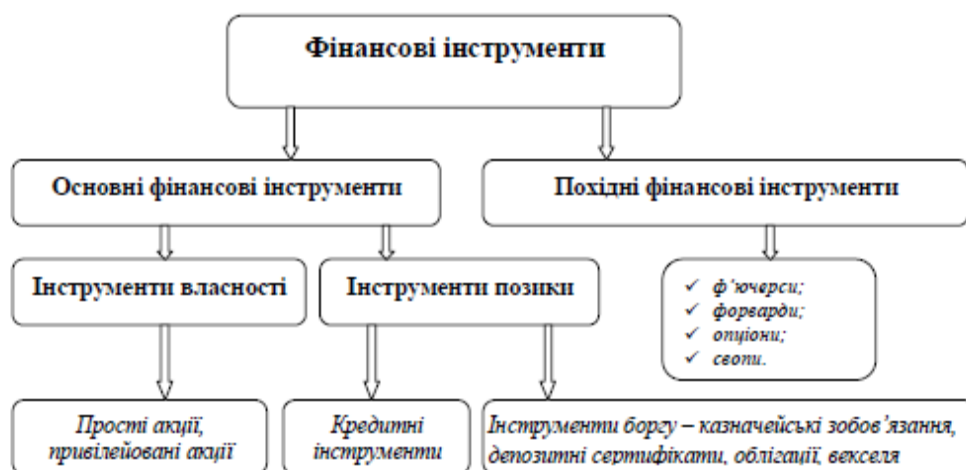 Фінансові інструменти
Основні фінансові інструменти
Похідні фінансові інструменти
Інструменти власності
Інструменти позики
✓ ф’ючерси;
✓ форварди;
✓ опціони;
✓ свопи.
Прості акції,
привілейовані акції
Кредитні
інструменти
Інструменти боргу – казначейські зобов’язання,
депозитні сертифікати, облігації, векселя